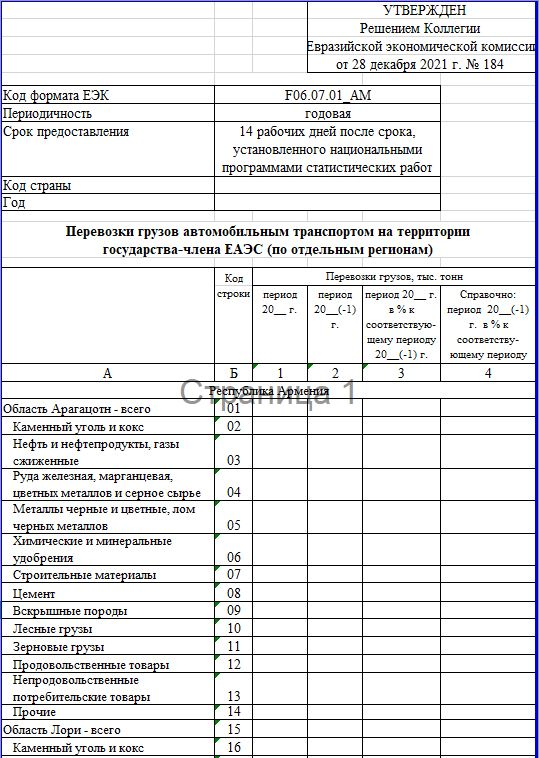 УТВЕРЖДЕН
Решением Коллегии
Евразийской экономической комиссии
от 28 декабря 2021 г. № 184
Код формата ЕЭК F06.07.01_AM
Периодичность годовая
Срок предоставления 14 рабочих дней после срока,
установленного национальными
программами статистических работ
Код страны
Год
Перевозки грузов автомобильным транспортом на территории
государства-члена ЕАЭС (по отдельным регионам)
Код
строки
Перевозки грузов, тыс. тонн
период
20__ г.
период
20__(-1)
г.
период 20__ г.
в % к
соответствую-
щему периоду
20__(-1) г.
Справочно:
период 20__(-1)
г. в % к
соответству-
ющему периоду
А Б 1 2 3 4
Республика Армения
Страница 1
Область Арагацотн - всего 01
Каменный уголь и кокс 02
Нефть и нефтепродукты, газы
сжиженные 03
Руда железная, марганцевая,
цветных металлов и серное сырье 04
Металлы черные и цветные, лом
черных металлов 05
Химические и минеральные
удобрения 06
Строительные материалы 07
Цемент 08
Вскрышные породы 09
Лесные грузы 10
Зерновые грузы 11
Продовольственные товары 12
Непродовольственные
потребительские товары 13
Прочие 14
Область Лори - всего 15
Каменный уголь и кокс 16